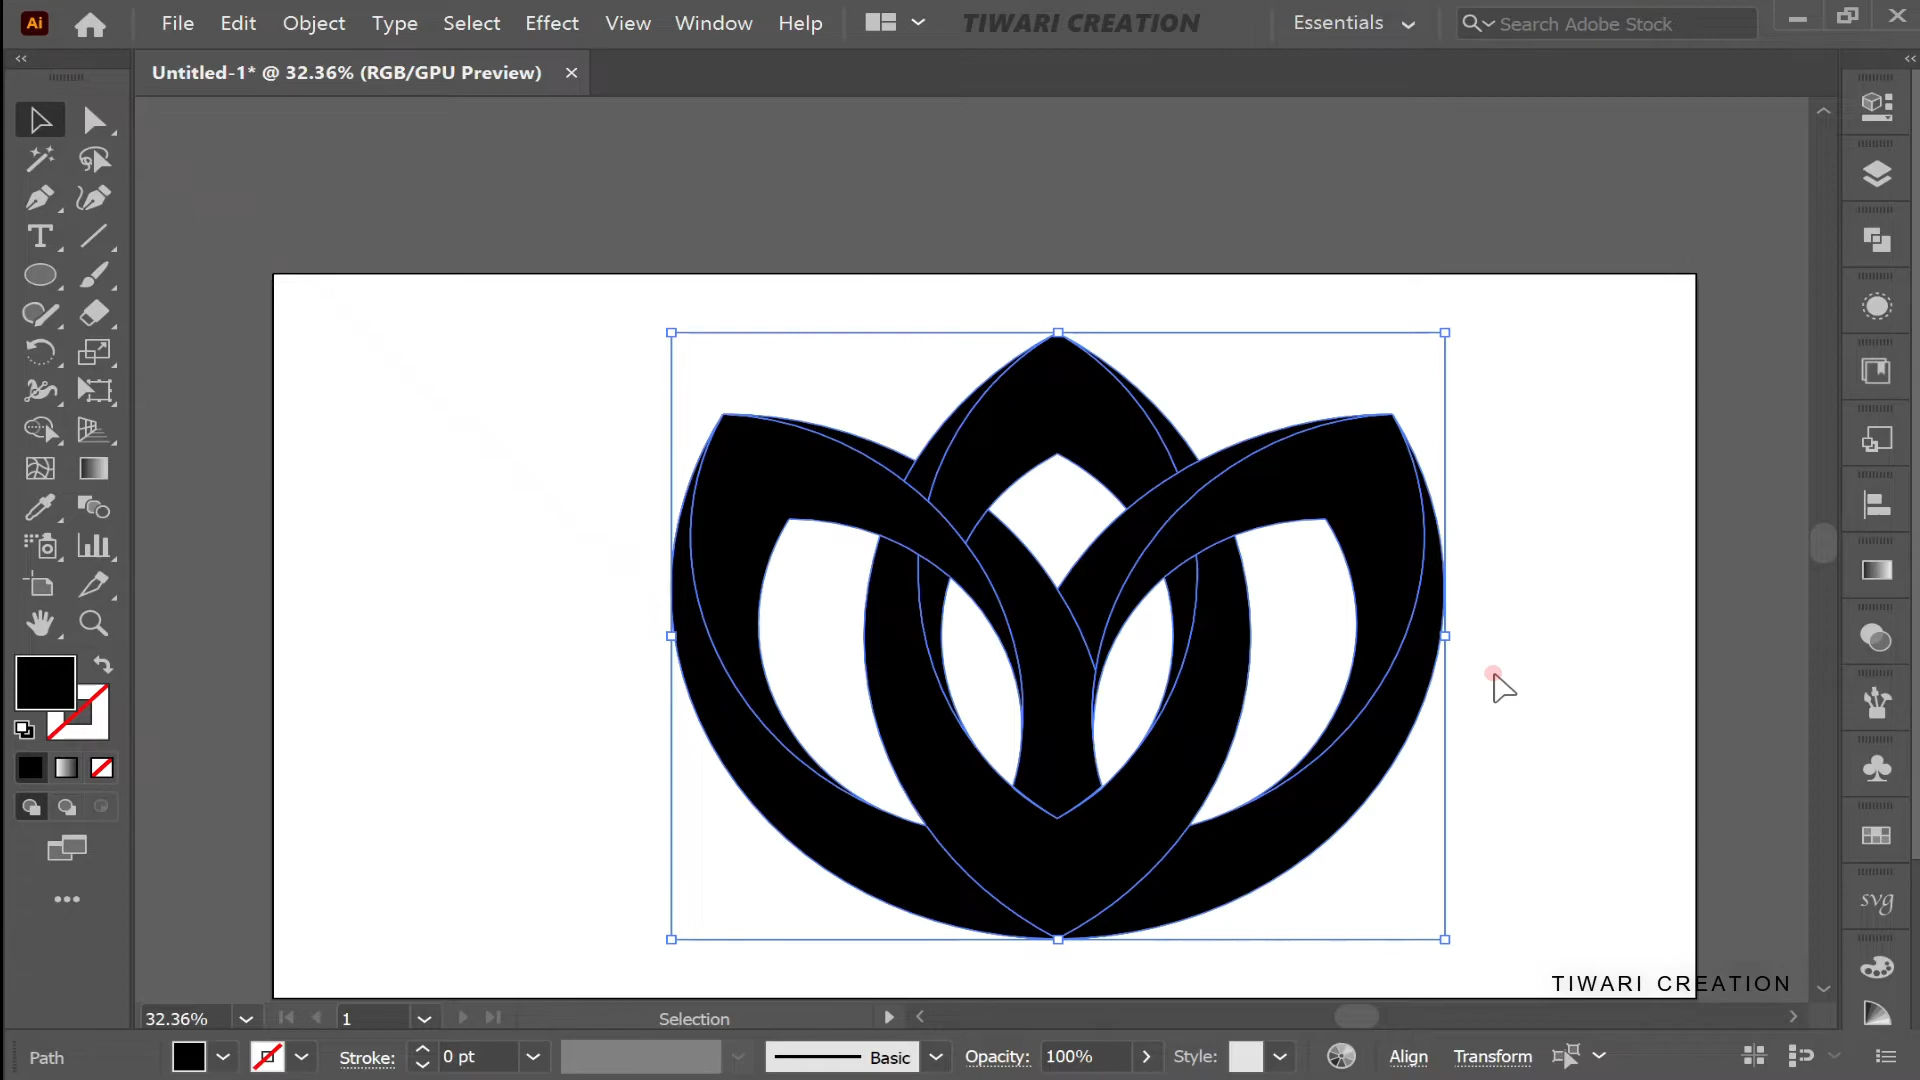 Ai
File Edit Object Type Select Effect View Window Help
TIWARI CREATION
Essentials
Search Adobe Stock
Untitled-1* @ 32.36% (RGB/GPU Preview)
T
svg
TIWARI CREATION
32.36%
1
Selection
Path
Stroke:
0 pt
Basic
Opacity:
100%
Style:
Align
Transform